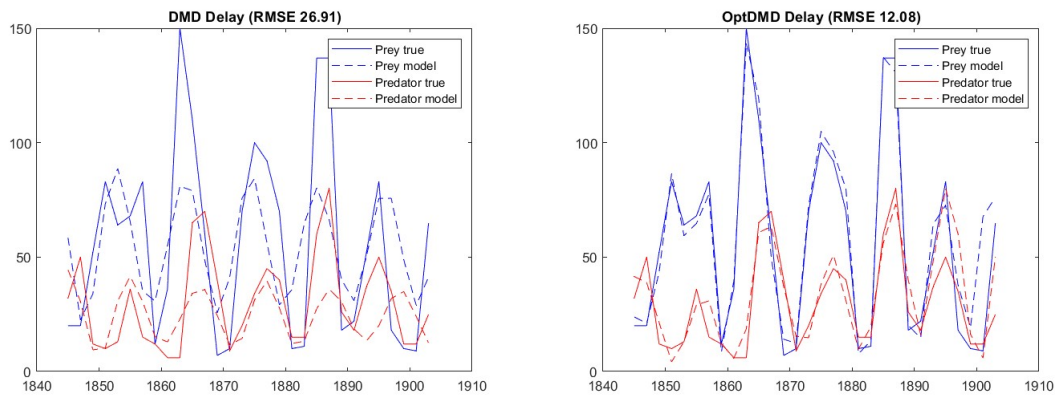 DMD Delay (RMSE 26.91)
150
100
50
0
1840 1850 1860 1870 1880 1890 1900 1910
Prey true
Prey model
Predator true
Predator model
OptDMD Delay (RMSE 12.08)
150
100
50
0
1840 1850 1860 1870 1880 1890 1900 1910
Prey true
Prey model
Predator true
Predator model